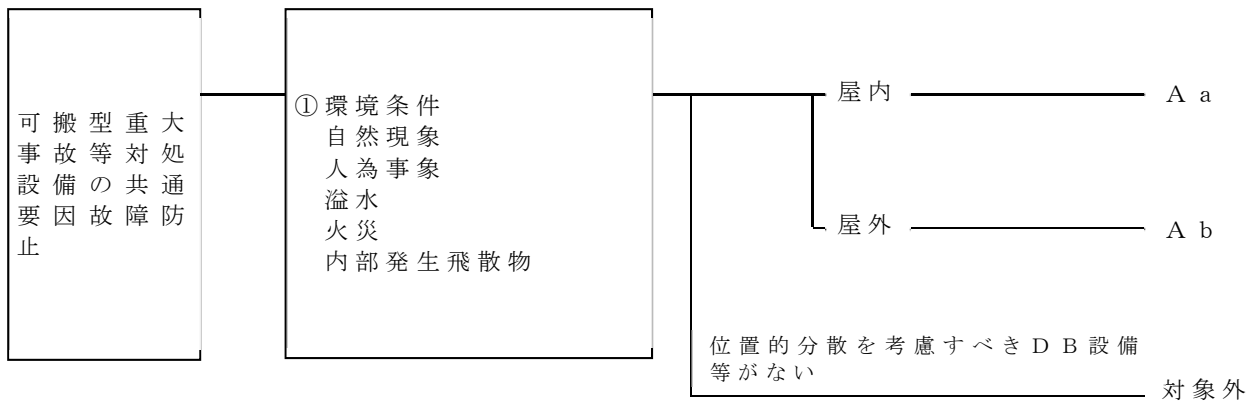 可搬型重大
事故等対処
設備の共通
要因故障防
止
①環境条件
自然現象
人為事象
溢水
火災
内部発生飛散物
屋内
Ａａ
屋外
Ａｂ
位置的分散を考慮すべきＤＢ設備
等がない
対象外